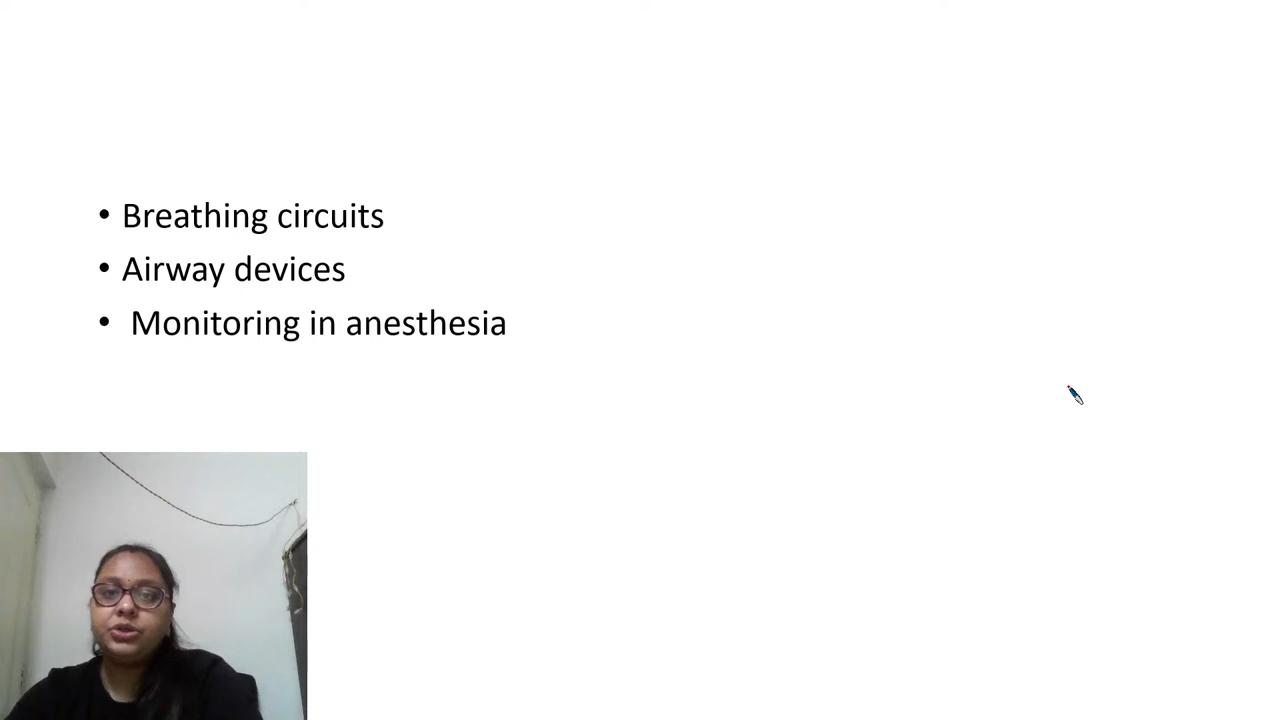 • Breathing circuits
• Airway devices
• Monitoring in anesthesia